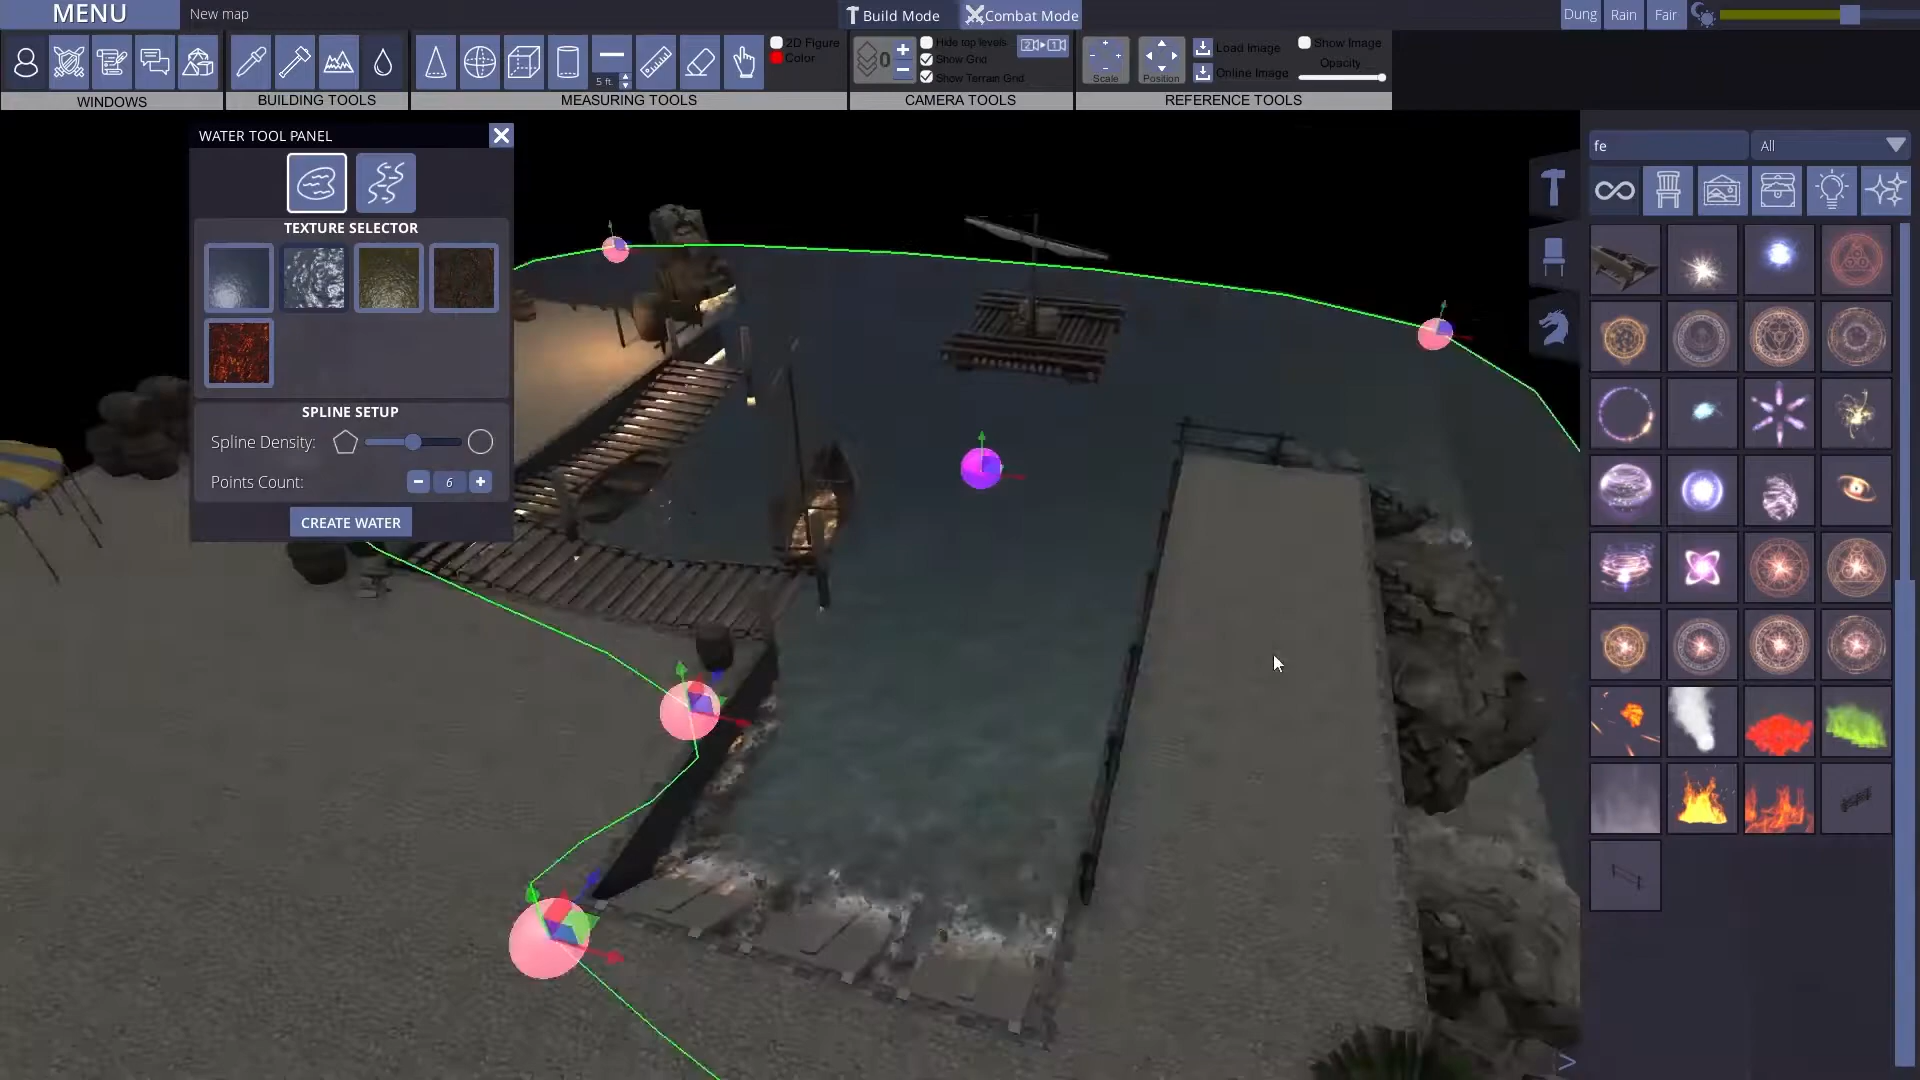 MENU
New map
Build Mode
Combat Mode
Dung
Rain
Fair
5 ft.
2D Figure
Color
0
Hide top levels
Show Grid
Show Terrain Grid
Scale
Position
Load Image
Online Image
Show Image
Opacity
WINDOWS
BUILDING TOOLS
MEASURING TOOLS
CAMERA TOOLS
REFERENCE TOOLS
WATER TOOL PANEL
TEXTURE SELECTOR
SPLINE SETUP
Spline Density:
Points Count:
6
CREATE WATER
fe
All